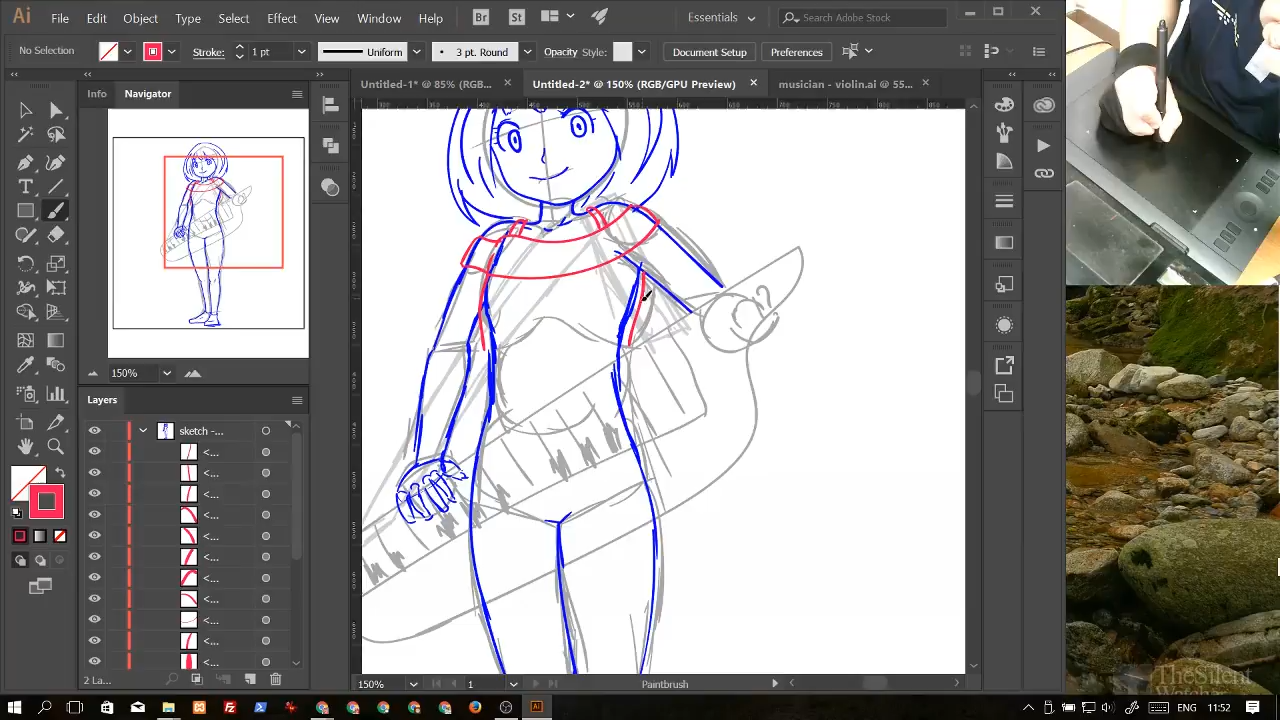 Ai File Edit Object Type Select Effect View Window Help Br St Essentials Search Adobe Stock
No Selection Stroke: 1 pt Uniform 3 pt. Round Opacity Style: Document Setup Preferences
Untitled-1* @ 85% (RGB... Untitled-2* @ 150% (RGB/GPU Preview) musician - violin.ai @ 55...
Info Navigator
150%
Layers
sketch -...
<...
<...
<...
<...
<...
<...
<...
<...
<...
<...
<...
2 La...
150% 1 Paintbrush
TheSilent
Watcher
ENG 11:52